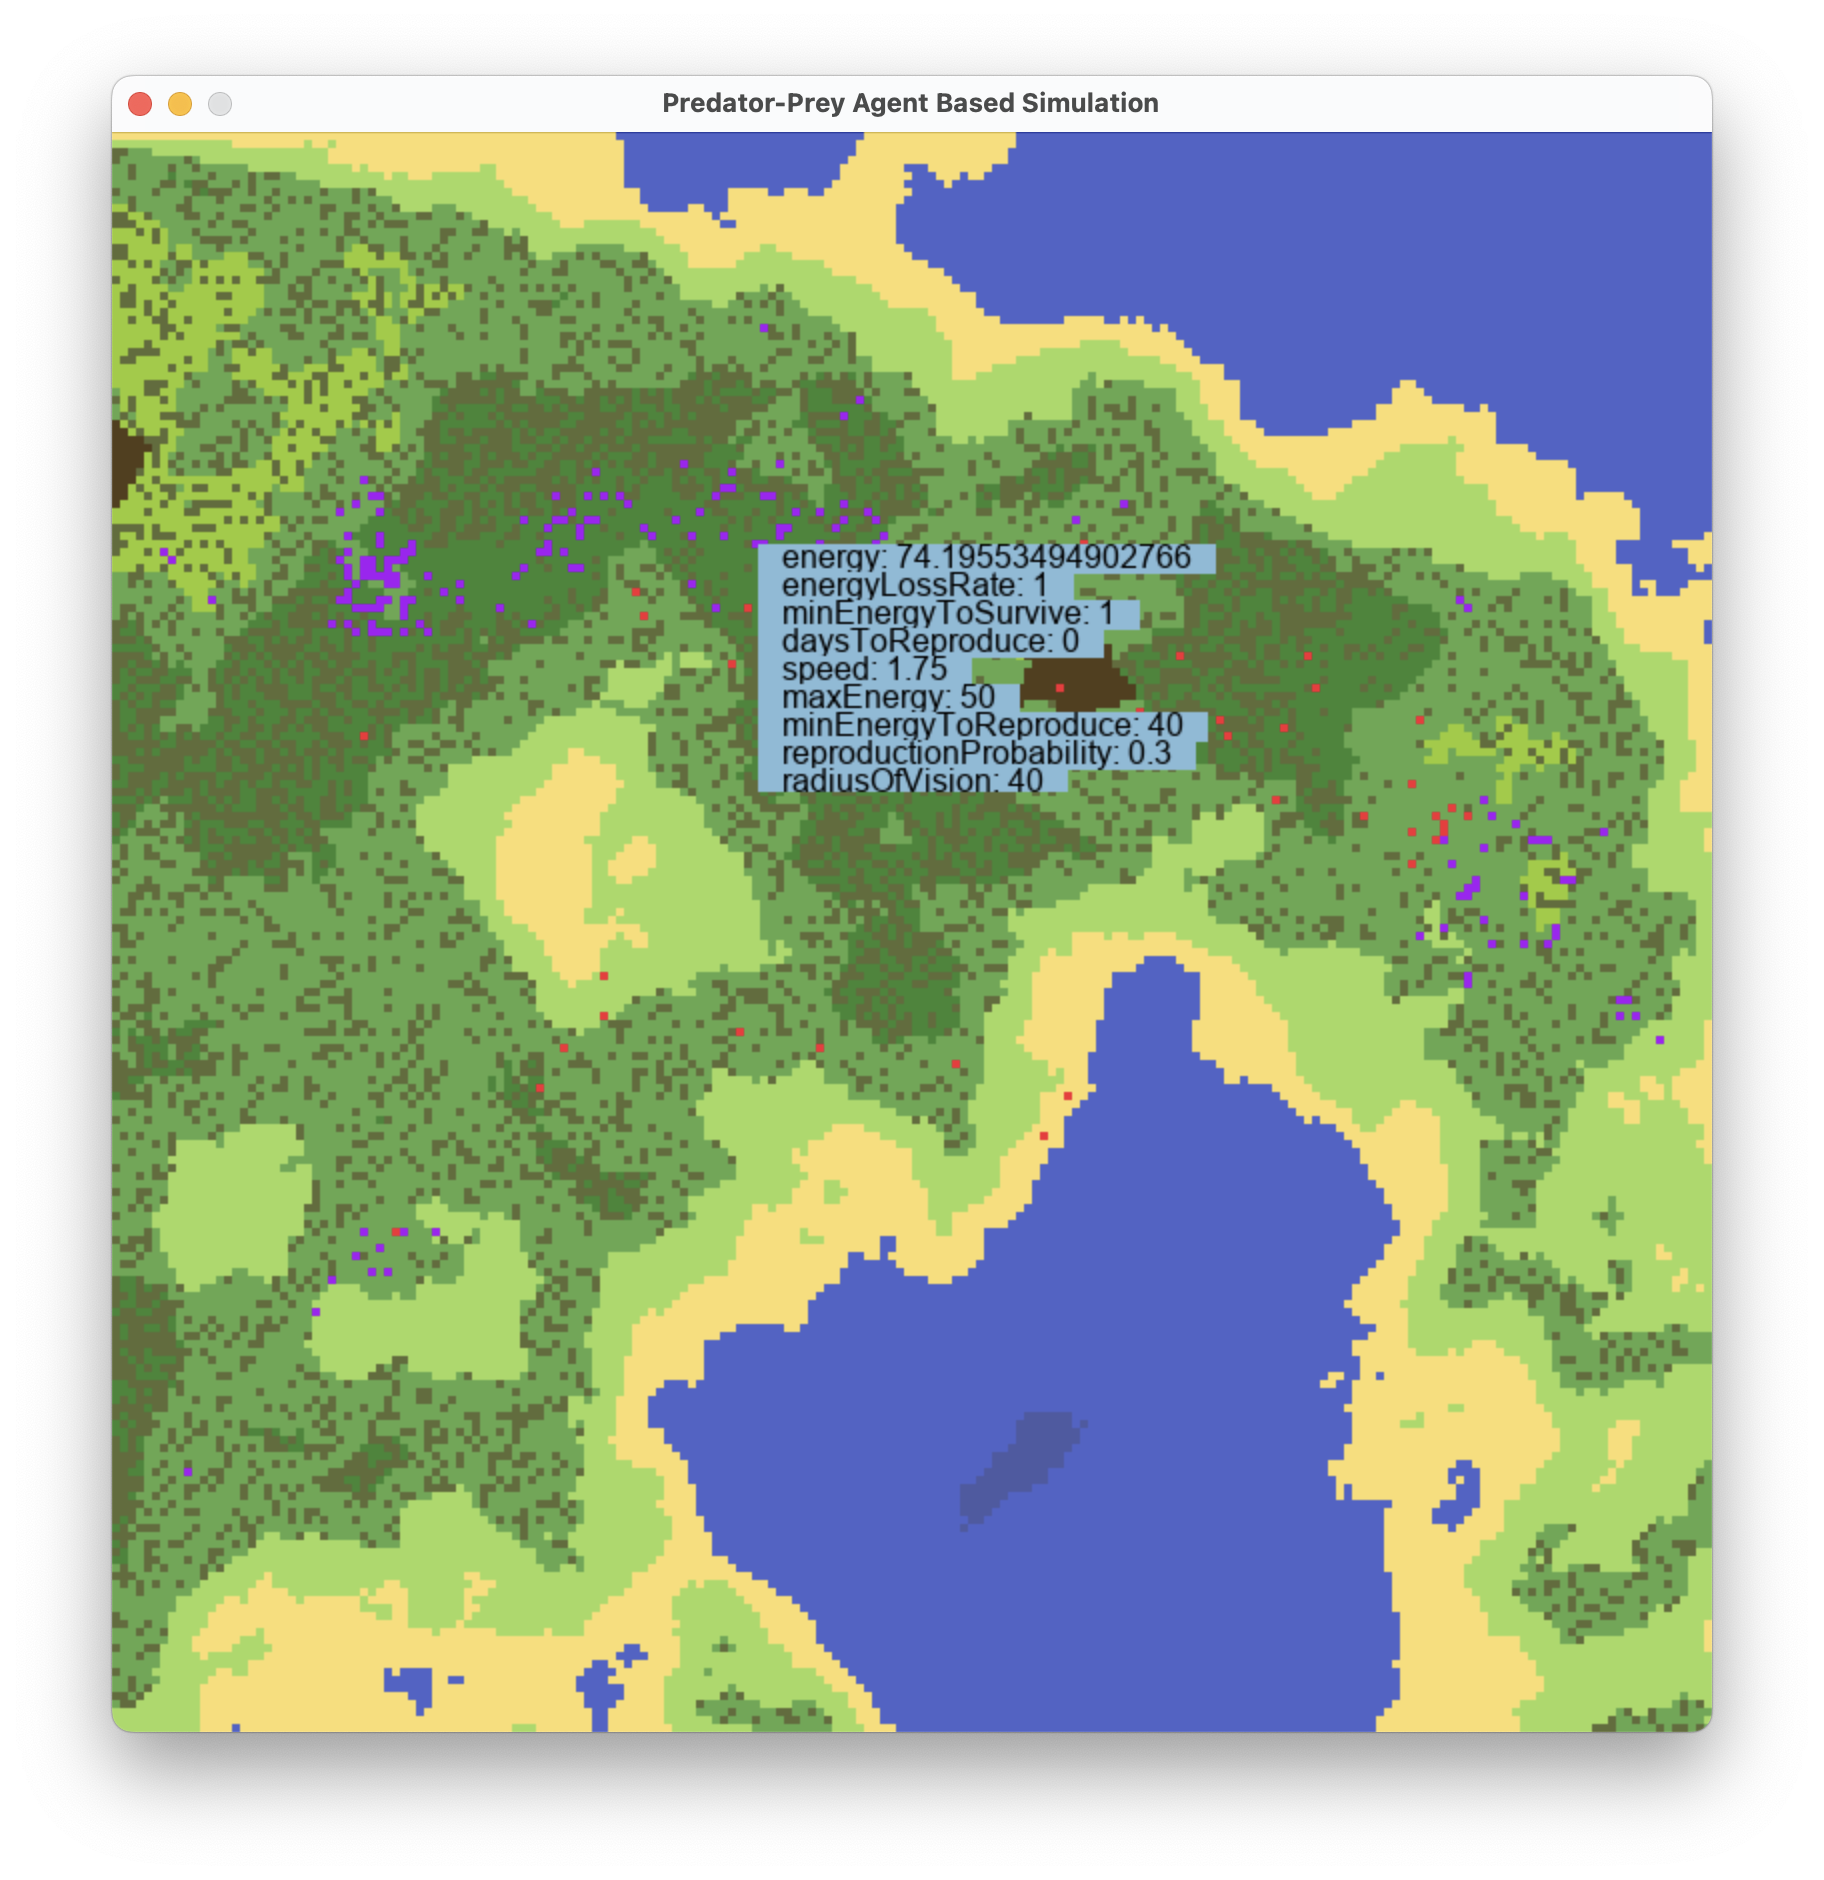 Predator-Prey Agent Based Simulation
energy: 74.19553494902766
energyLossRate: 1
minEnergyToSurvive: 1
daysToReproduce: 0
speed: 1.75
maxEnergy: 50
minEnergyToReproduce: 40
reproductionProbability: 0.3
radiusOfVision: 40